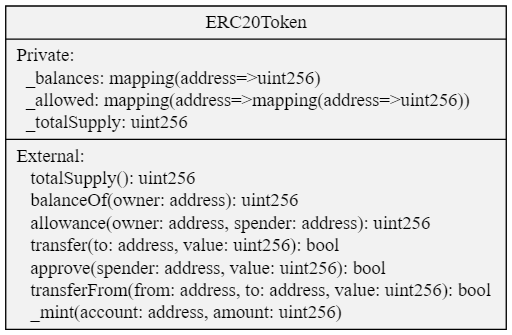 ERC20Token
Private:
_balances: mapping(address=>uint256)
_allowed: mapping(address=>mapping(address=>uint256))
_totalSupply: uint256
External:
totalSupply(): uint256
balanceOf(owner: address): uint256
allowance(owner: address, spender: address): uint256
transfer(to: address, value: uint256): bool
approve(spender: address, value: uint256): bool
transferFrom(from: address, to: address, value: uint256): bool
_mint(account: address, amount: uint256)